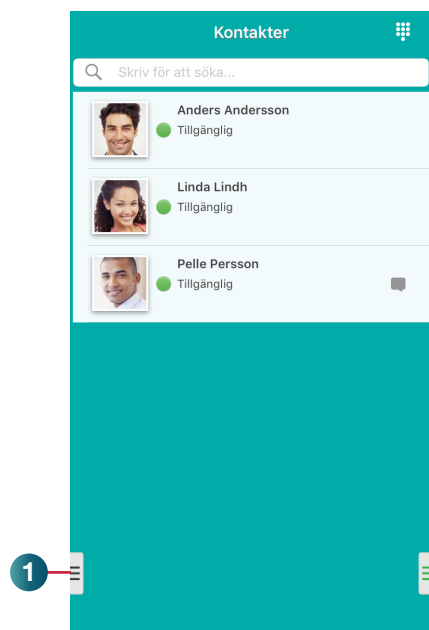 Kontakter
Skriv för att söka...
Anders Andersson
Tillgänglig
Linda Lindh
Tillgänglig
Pelle Persson
Tillgänglig
1